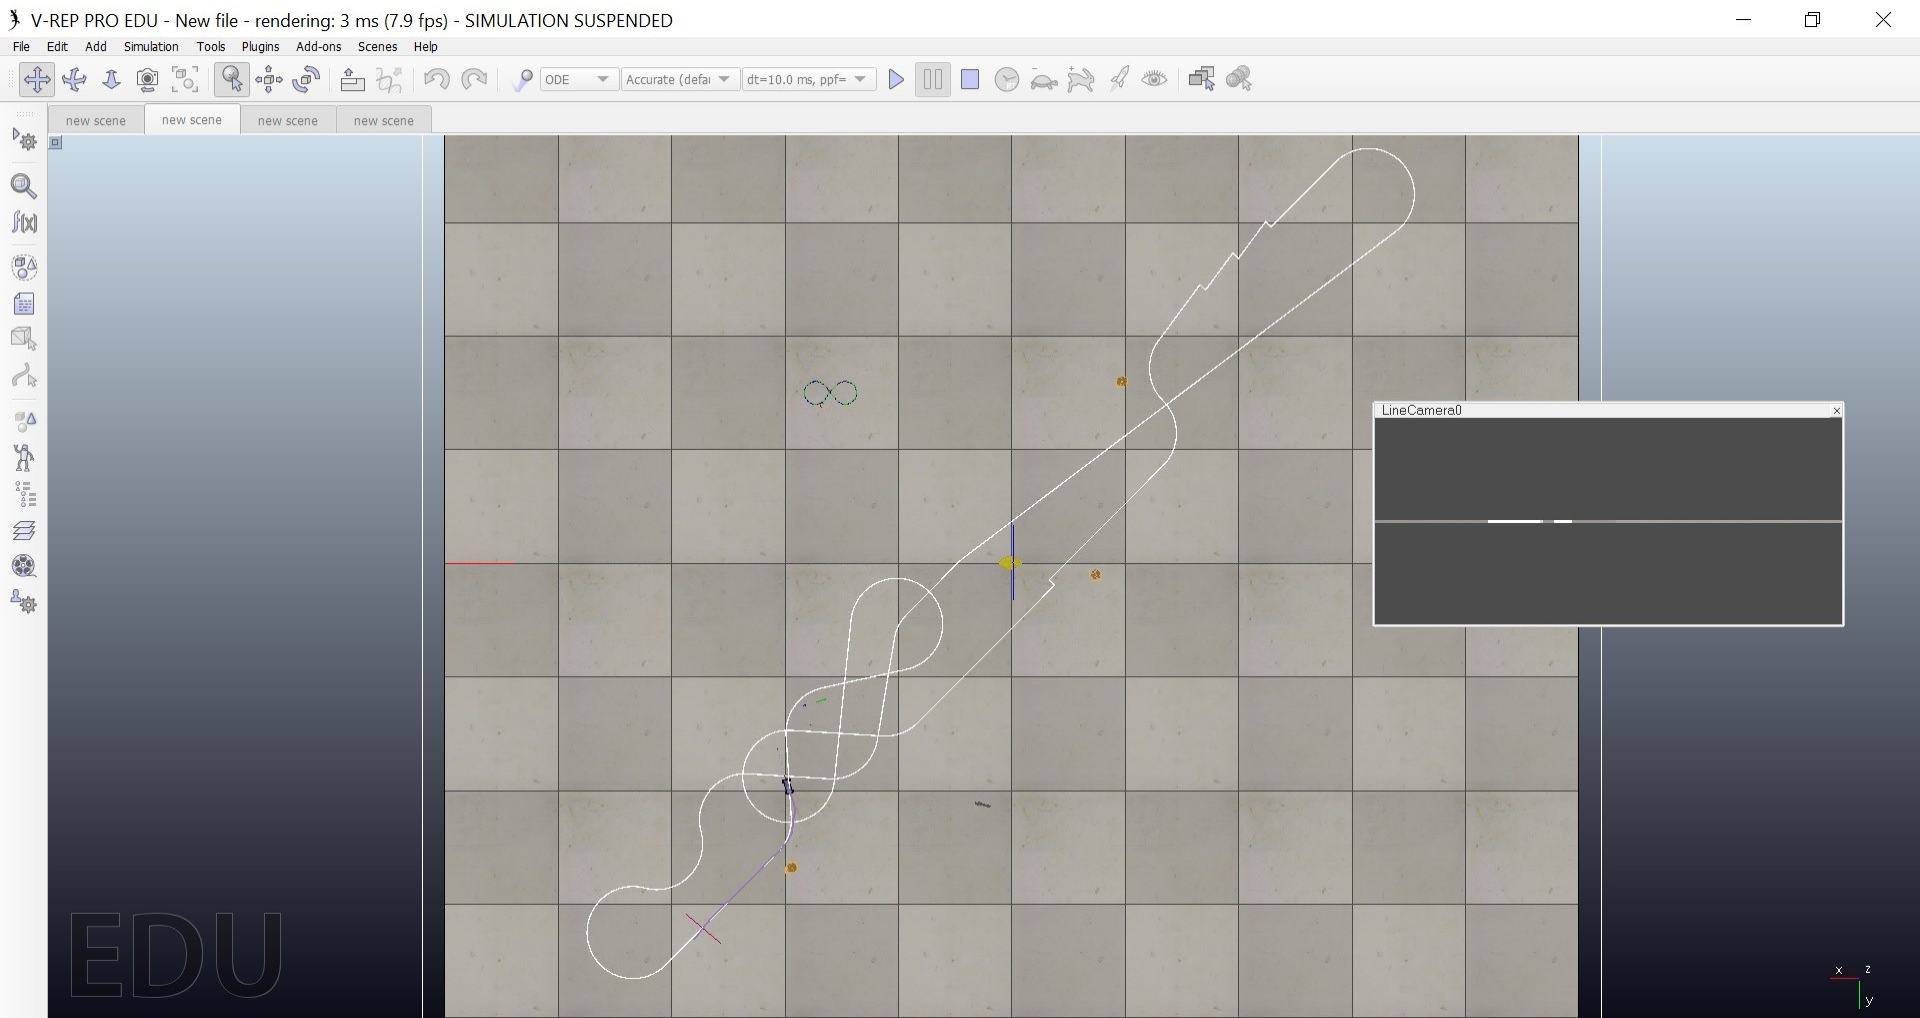 V-REP PRO EDU - New file - rendering: 3 ms (7.9 fps) - SIMULATION SUSPENDED
File Edit Add Simulation Tools Plugins Add-ons Scenes Help
ODE Accurate (defau dt=10.0 ms, ppf=
new scene new scene new scene new scene
f(x)
LineCamera0
EDU
x z
y